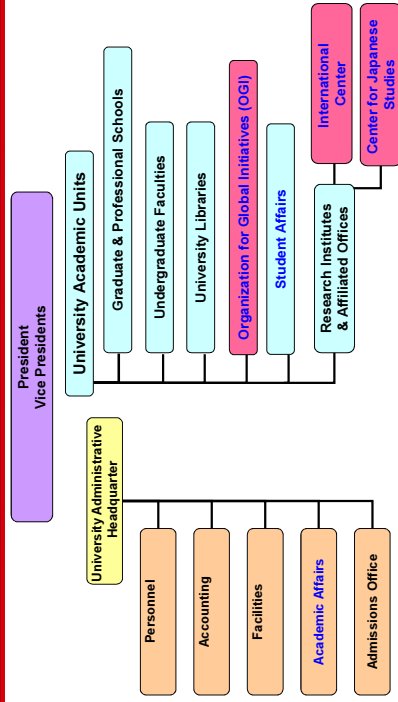 President
Vice Presidents
University Administrative
Headquarter
Personnel
Accounting
Facilities
Academic Affairs
Admissions Office
University Academic Units
Graduate & Professional Schools
Undergraduate Faculties
University Libraries
Organization for Global Initiatives (OGI)
Student Affairs
Research Institutes
& Affiliated Offices
International
Center
Center for Japanese
Studies